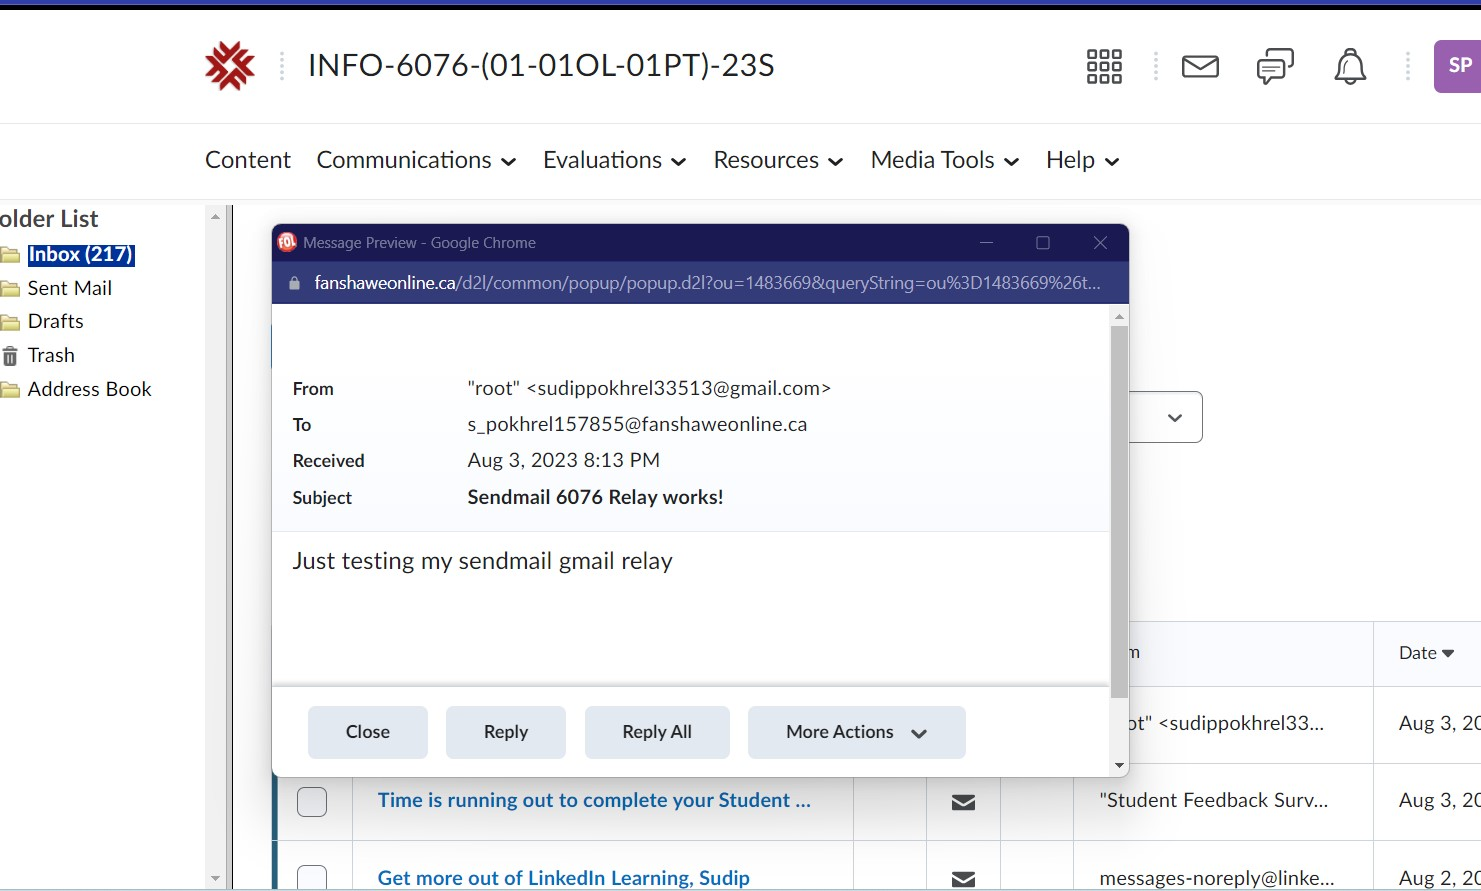 INFO-6076-(01-01OL-01PT)-23S
SP
Content Communications Evaluations Resources Media Tools Help
older List
Inbox (217)
Sent Mail
Drafts
Trash
Address Book
FOL Message Preview - Google Chrome
fanshaweonline.ca/d2l/common/popup/popup.d2l?ou=1483669&queryString=ou%3D1483669%26t...
From "root" <sudippokhrel33513@gmail.com>
To s_pokhrel157855@fanshaweonline.ca
Received Aug 3, 2023 8:13 PM
Subject Sendmail 6076 Relay works!
Just testing my sendmail gmail relay
Close Reply Reply All More Actions
m Date
ot" <sudippokhrel33... Aug 3, 20
Time is running out to complete your Student ... "Student Feedback Surv... Aug 3, 20
Get more out of LinkedIn Learning, Sudip messages-noreply@linke... Aug 2, 20